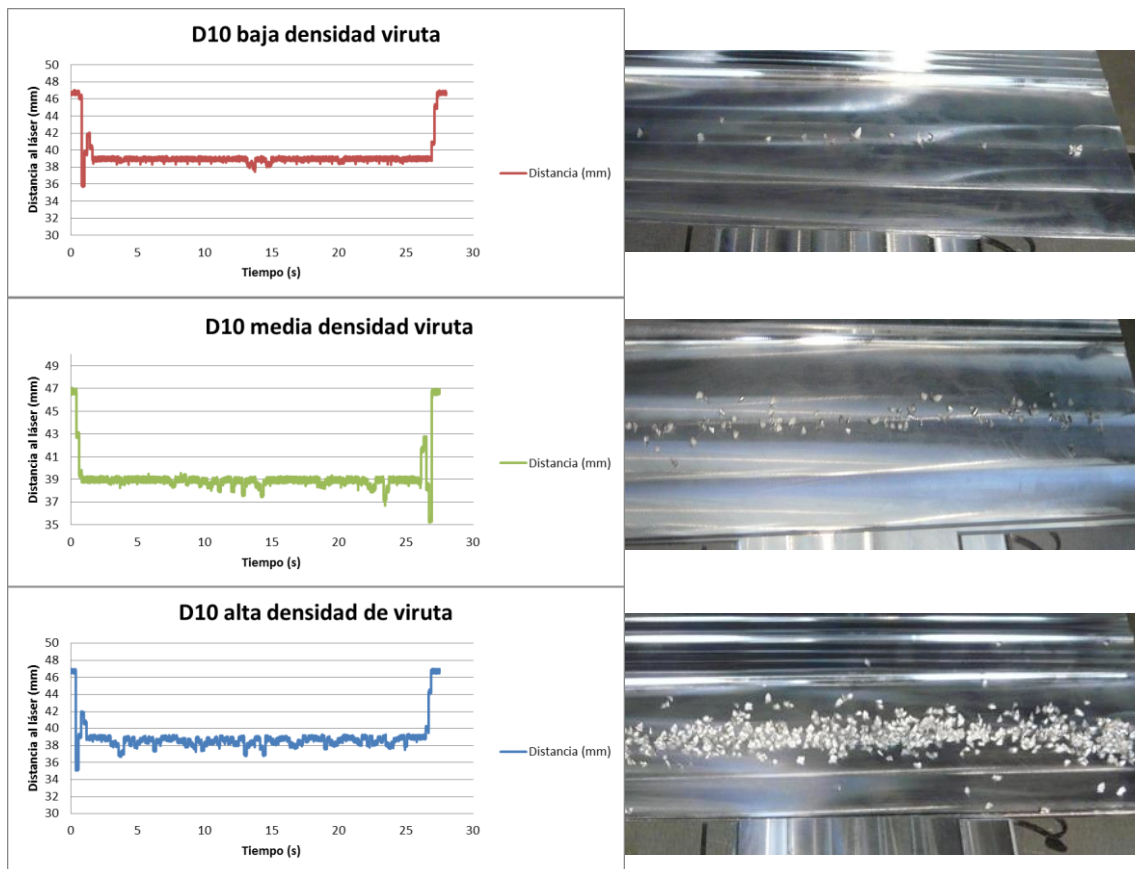 D10 baja densidad viruta
50
48
46
44
42
40
38
36
34
32
30
Distancia al láser (mm)
0 5 10 15 20 25 30
Tiempo (s)
Distancia (mm)
D10 media densidad viruta
49
47
45
43
41
39
37
35
Distancia al láser (mm)
0 5 10 15 20 25 30
Tiempo (s)
Distancia (mm)
D10 alta densidad de viruta
50
48
46
44
42
40
38
36
34
32
30
Distancia al láser (mm)
0 5 10 15 20 25 30
Tiempo (s)
Distancia (mm)